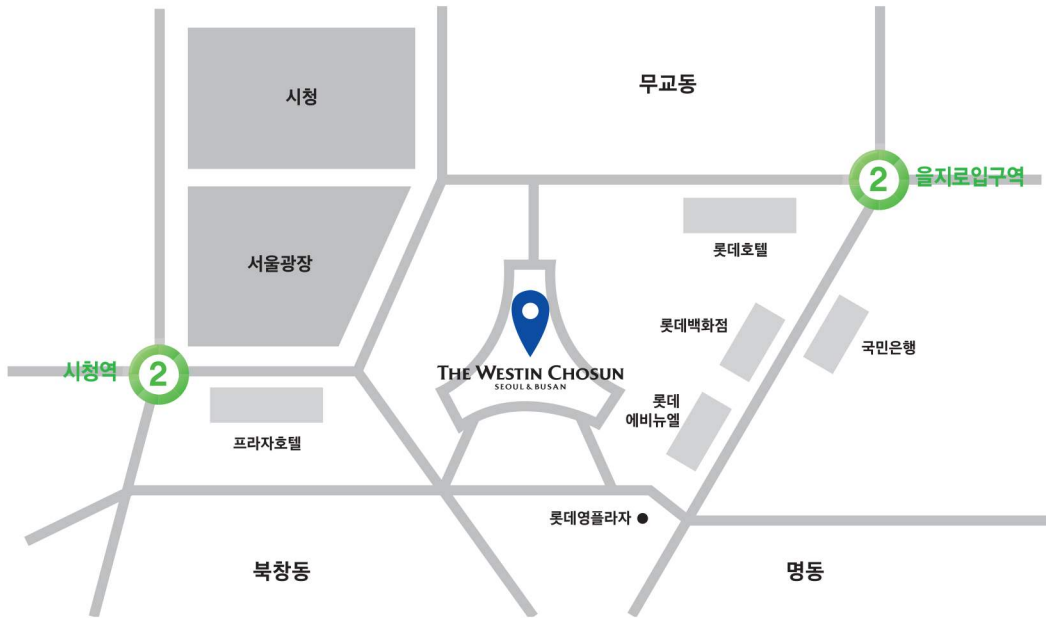 시청
무교동
2
을지로입구역
롯데호텔
서울광장
롯데백화점
국민은행
시청역
2
THE WESTIN CHOSUN
SEOUL & BUSAN
롯데
에비뉴엘
프라자호텔
롯데영플라자
북창동
명동